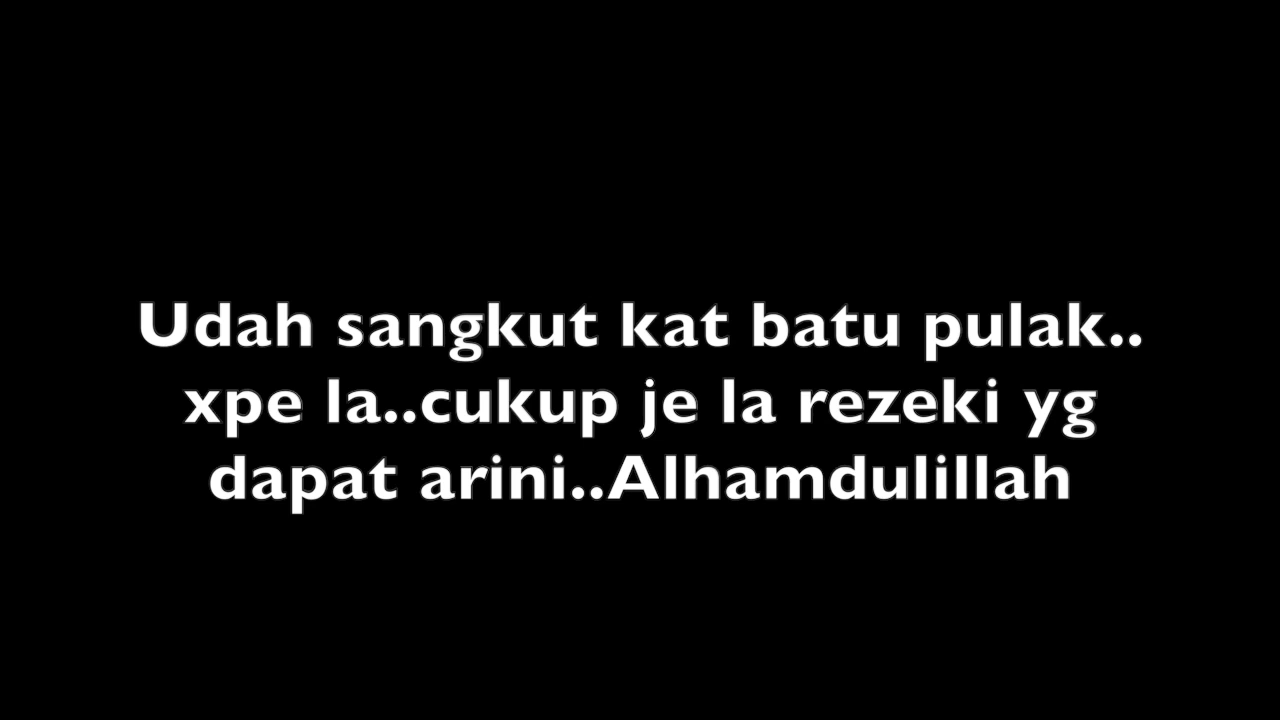 Udah sangkut kat batu pulak..
xpe la..cukup je la rezeki yg
dapat arini..Alhamdulillah